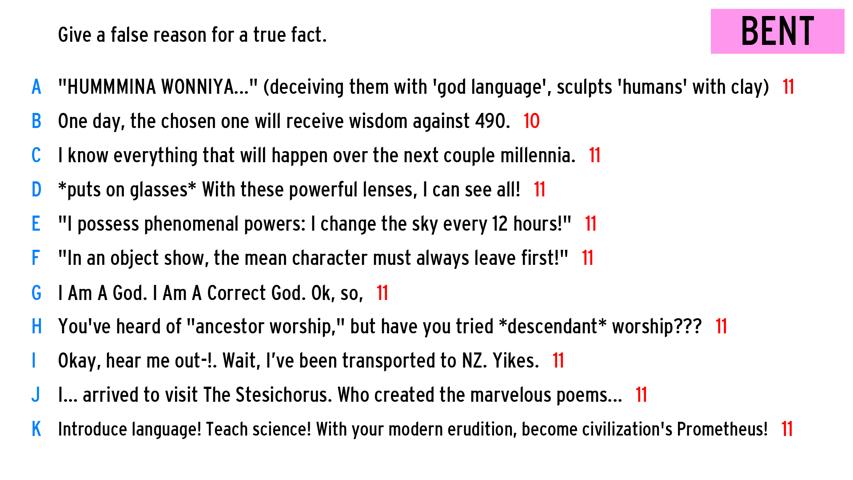 Give a false reason for a true fact.
BENT
A "HUMMMINA WONNIYA..." (deceiving them with 'god language', sculpts 'humans' with clay) 11
B One day, the chosen one will receive wisdom against 490. 10
C I know everything that will happen over the next couple millennia. 11
D *puts on glasses* With these powerful lenses, I can see all! 11
E "I possess phenomenal powers: I change the sky every 12 hours!" 11
F "In an object show, the mean character must always leave first!" 11
G I Am A God. I Am A Correct God. Ok, so, 11
H You've heard of "ancestor worship," but have you tried *descendant* worship??? 11
I Okay, hear me out-!. Wait, I've been transported to NZ. Yikes. 11
J I... arrived to visit The Stesichorus. Who created the marvelous poems... 11
K Introduce language! Teach science! With your modern erudition, become civilization's Prometheus! 11